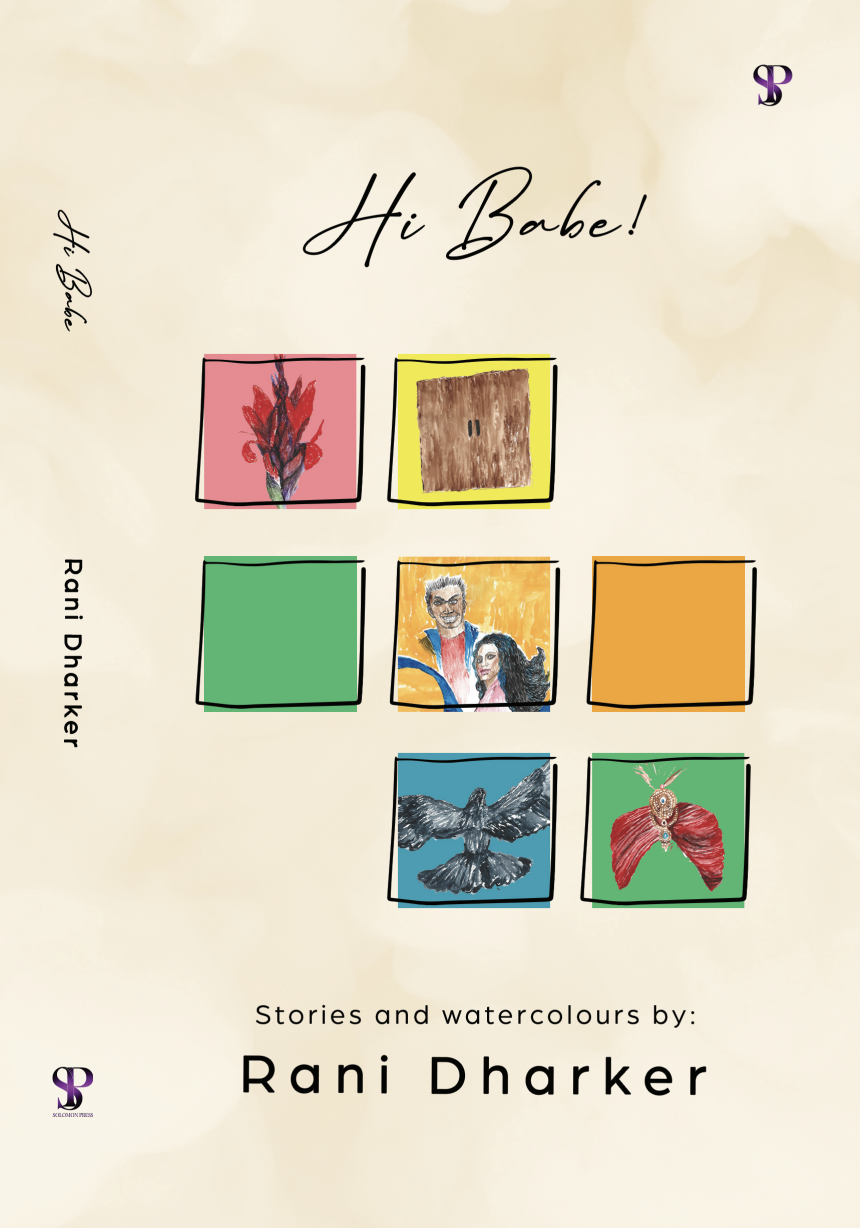 SP
Hi Babe!
Hi Babe
Rani Dharker
Stories and watercolours by:
Rani Dharker
SP
SOLOMON PRESS